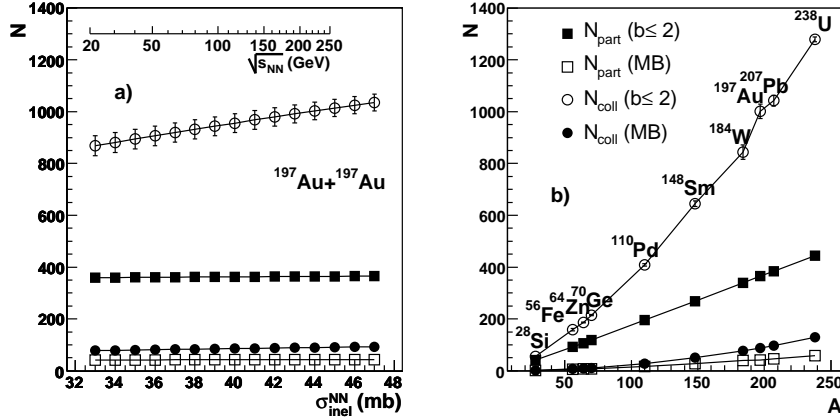 N
1400
1200
1000
800
600
400
200
0
20 50 100 150 200 250
√sNN (GeV)
a)
197Au+197Au
32 34 36 38 40 42 44 46 48
σNNinel (mb)
N
1400
1200
1000
800
600
400
200
0
Npart (b≤ 2)
Npart (MB)
Ncoll (b≤ 2)
Ncoll (MB)
b)
28Si
56Fe
64Zn
70Ge
110Pd
148Sm
184W
197Au
207Pb
238U
50 100 150 200 250
A